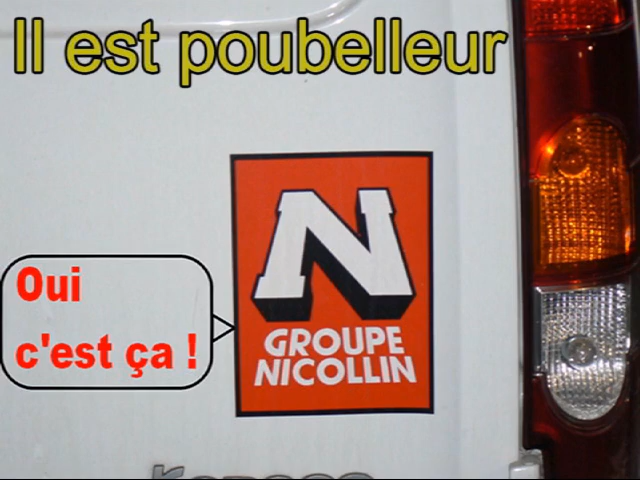 Il est poubelleur
N
GROUPE
NICOLLIN
Oui
c'est ça !